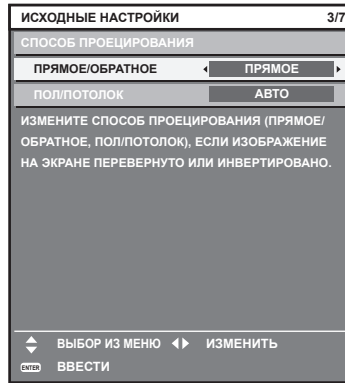 ИСХОДНЫЕ НАСТРОЙКИ 3/7
СПОСОБ ПРОЕЦИРОВАНИЯ
ПРЯМОЕ/ОБРАТНОЕ ПРЯМОЕ
ПОЛ/ПОТОЛОК АВТО
ИЗМЕНИТЕ СПОСОБ ПРОЕЦИРОВАНИЯ (ПРЯМОЕ/
ОБРАТНОЕ, ПОЛ/ПОТОЛОК), ЕСЛИ ИЗОБРАЖЕНИЕ
НА ЭКРАНЕ ПЕРЕВЕРНУТО ИЛИ ИНВЕРТИРОВАНО.
ВЫБОР ИЗ МЕНЮ ИЗМЕНИТЬ
ENTER ВВЕСТИ